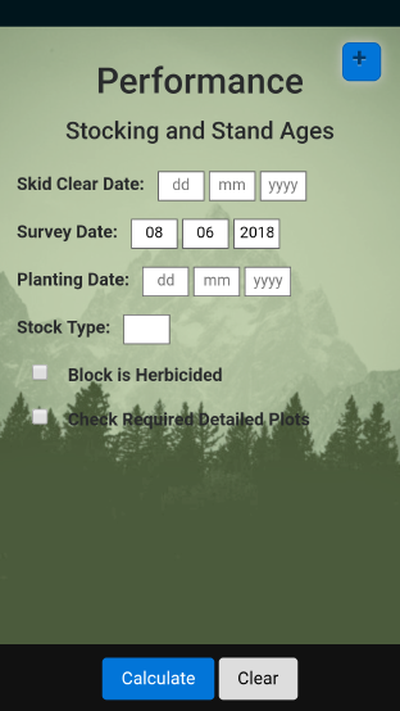 +
Performance
Stocking and Stand Ages
Skid Clear Date: dd mm yyyy
Survey Date: 08 06 2018
Planting Date: dd mm yyyy
Stock Type:
Block is Herbicided
Check Required Detailed Plots
Calculate Clear